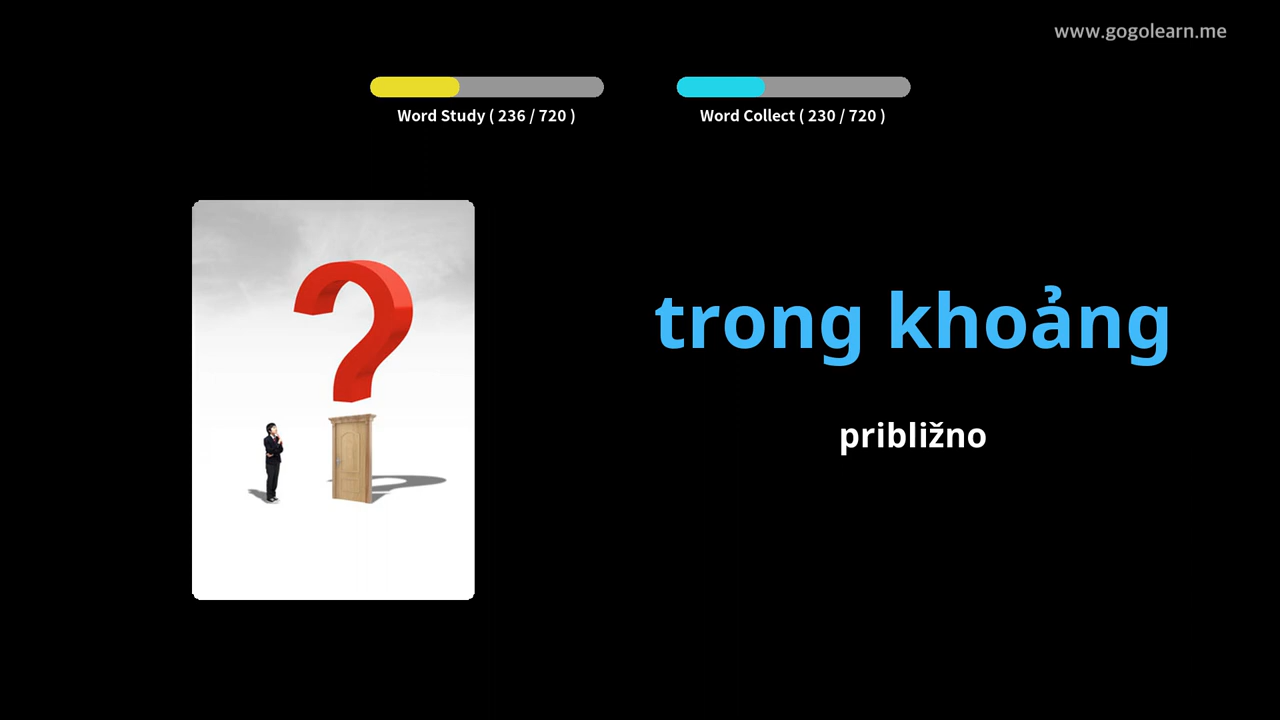 www.gogolearn.me
Word Study ( 236 / 720 )
Word Collect ( 230 / 720 )
trong khoảng
približno